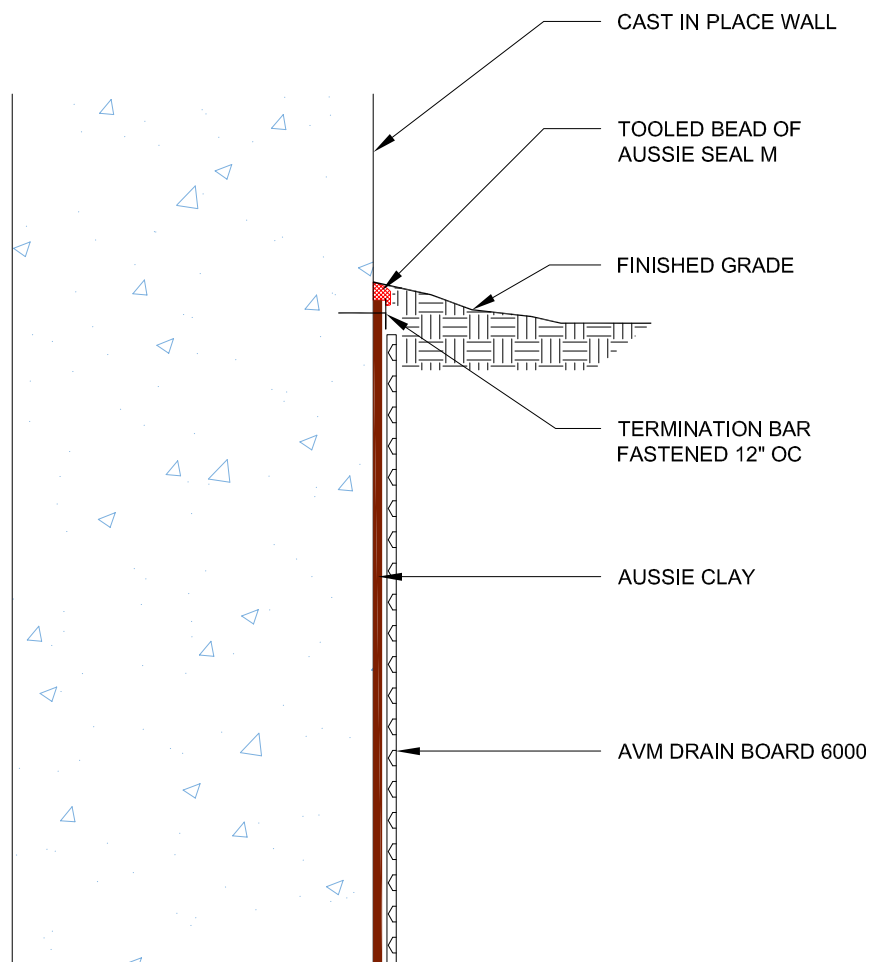 CAST IN PLACE WALL
TOOLED BEAD OF
AUSSIE SEAL M
FINISHED GRADE
TERMINATION BAR
FASTENED 12" OC
AUSSIE CLAY
AVM DRAIN BOARD 6000